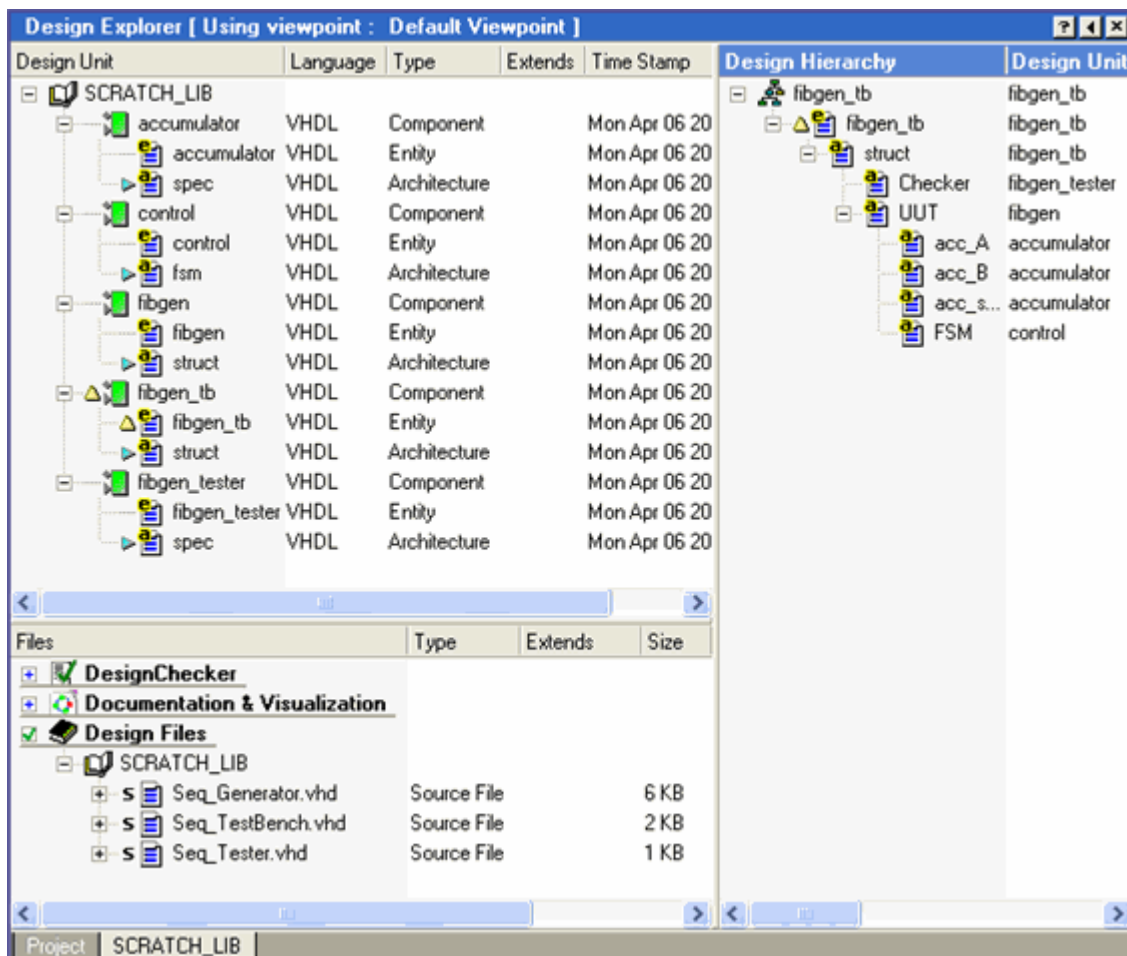 Design Explorer [ Using viewpoint : Default Viewpoint ]
Design Unit Language Type Extends Time Stamp
SCRATCH_LIB
accumulator VHDL Component Mon Apr 06 20
accumulator VHDL Entity Mon Apr 06 20
spec VHDL Architecture Mon Apr 06 20
control VHDL Component Mon Apr 06 20
control VHDL Entity Mon Apr 06 20
fsm VHDL Architecture Mon Apr 06 20
fibgen VHDL Component Mon Apr 06 20
fibgen VHDL Entity Mon Apr 06 20
struct VHDL Architecture Mon Apr 06 20
fibgen_tb VHDL Component Mon Apr 06 20
fibgen_tb VHDL Entity Mon Apr 06 20
struct VHDL Architecture Mon Apr 06 20
fibgen_tester VHDL Component Mon Apr 06 20
fibgen_tester VHDL Entity Mon Apr 06 20
spec VHDL Architecture Mon Apr 06 20
Files Type Extends Size
DesignChecker
Documentation & Visualization
Design Files
SCRATCH_LIB
S Seq_Generator.vhd Source File 6 KB
S Seq_TestBench.vhd Source File 2 KB
S Seq_Tester.vhd Source File 1 KB
Design Hierarchy Design Unit
fibgen_tb fibgen_tb
fibgen_tb fibgen_tb
struct fibgen_tb
Checker fibgen_tester
UUT fibgen
acc_A accumulator
acc_B accumulator
acc_s... accumulator
FSM control
Project SCRATCH_LIB